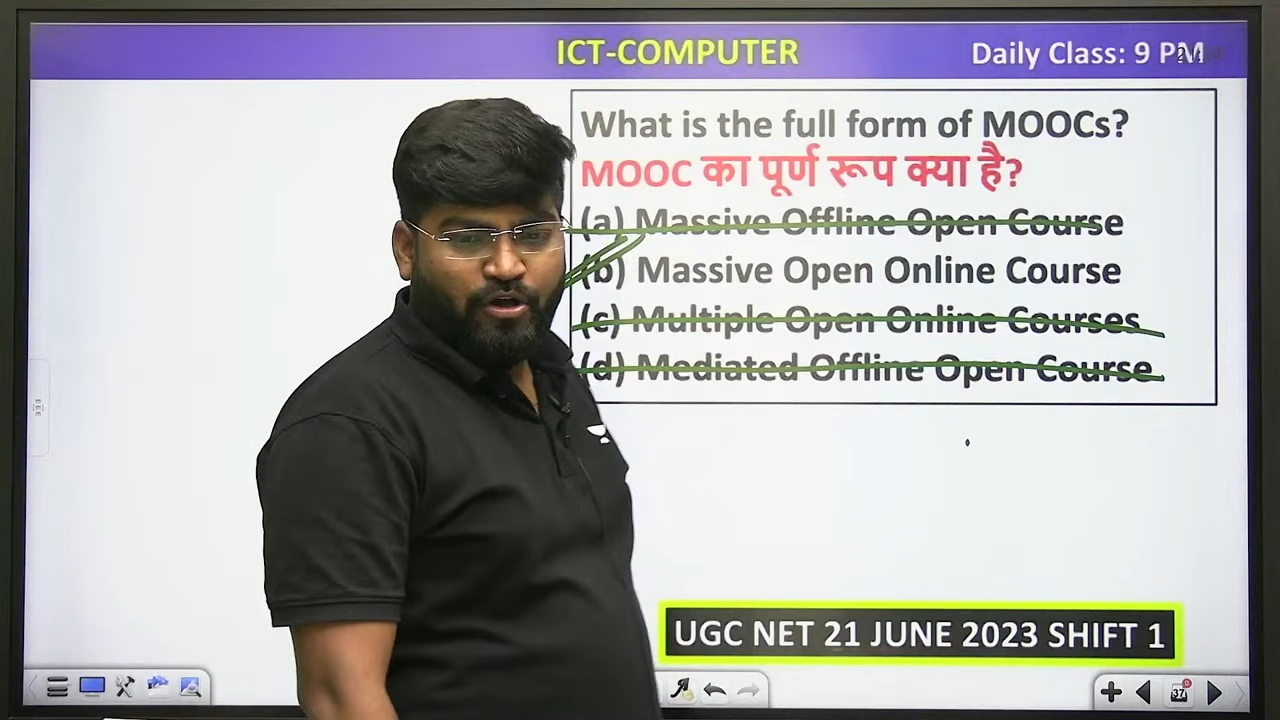 ICT-COMPUTER
Daily Class: 9 PM
What is the full form of MOOCs?
MOOC का पूर्ण रूप क्या है?
(a) Massive Offline Open Course
(b) Massive Open Online Course
(c) Multiple Open Online Courses
(d) Mediated Offline Open Course
UGC NET 21 JUNE 2023 SHIFT 1
37